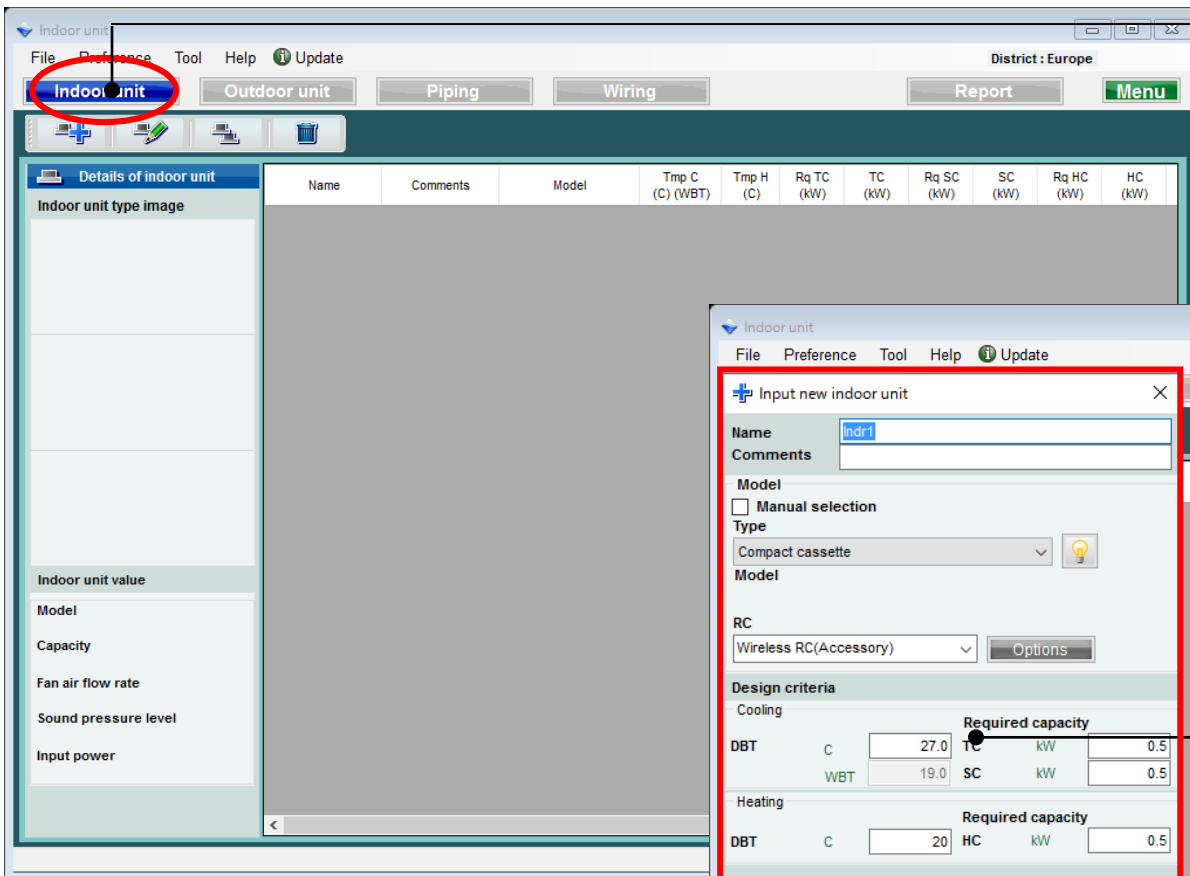 Indoor unit
File Preference Tool Help Update
District : Europe
Indoor unit Outdoor unit Piping Wiring Report Menu
Details of indoor unit
Indoor unit type image
Name Comments Model Tmp C (C) (WBT) Tmp H (C) Rq TC (kW) TC (kW) Rq SC (kW) SC (kW) Rq HC (kW) HC (kW)
Indoor unit value
Model
Capacity
Fan air flow rate
Sound pressure level
Input power
Indoor unit
File Preference Tool Help Update
Input new indoor unit
Name Indr1
Comments
Model
Manual selection
Type
Compact cassette
Model
RC
Wireless RC(Accessory) Options
Design criteria
Cooling
Required capacity
DBT C 27.0 TC kW 0.5
WBT 19.0 SC kW 0.5
Heating
Required capacity
DBT C 20 HC kW 0.5